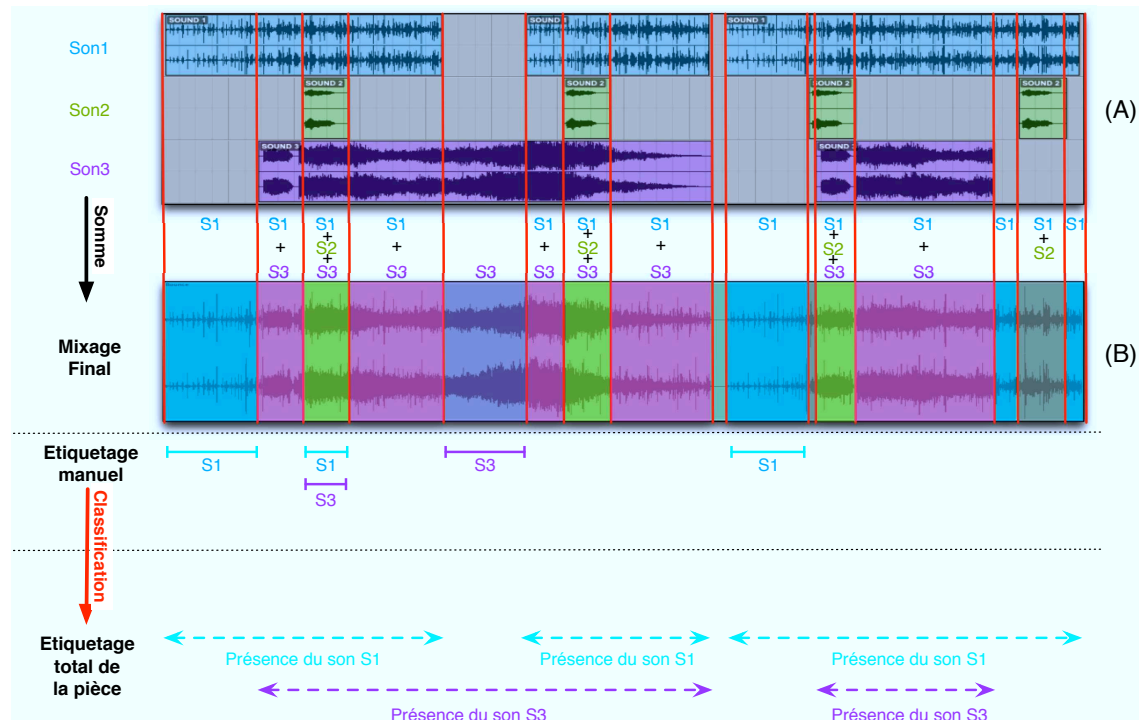 SOUND 1
SOUND 1
Son1
SOUND 2 SOUND 2 SOUND 2 SOUND 2
(A)
Son2
SOUND 3
Son3
Somme
S1 S1 S1 S1 S1 S1 S1 S1 S1 S1 S1 S1 S1
+ + + + + + + + + +
S2 S2 S2 S2
+ + +
S3 S3 S3 S3 S3 S3 S3 S3 S3
Mixage
Final
(B)
Etiquetage
manuel
S1 S1 S3 S1
S3
Classification
Etiquetage
total de
la pièce
Présence du son S1 Présence du son S1 Présence du son S1
Présence du son S3 Présence du son S3